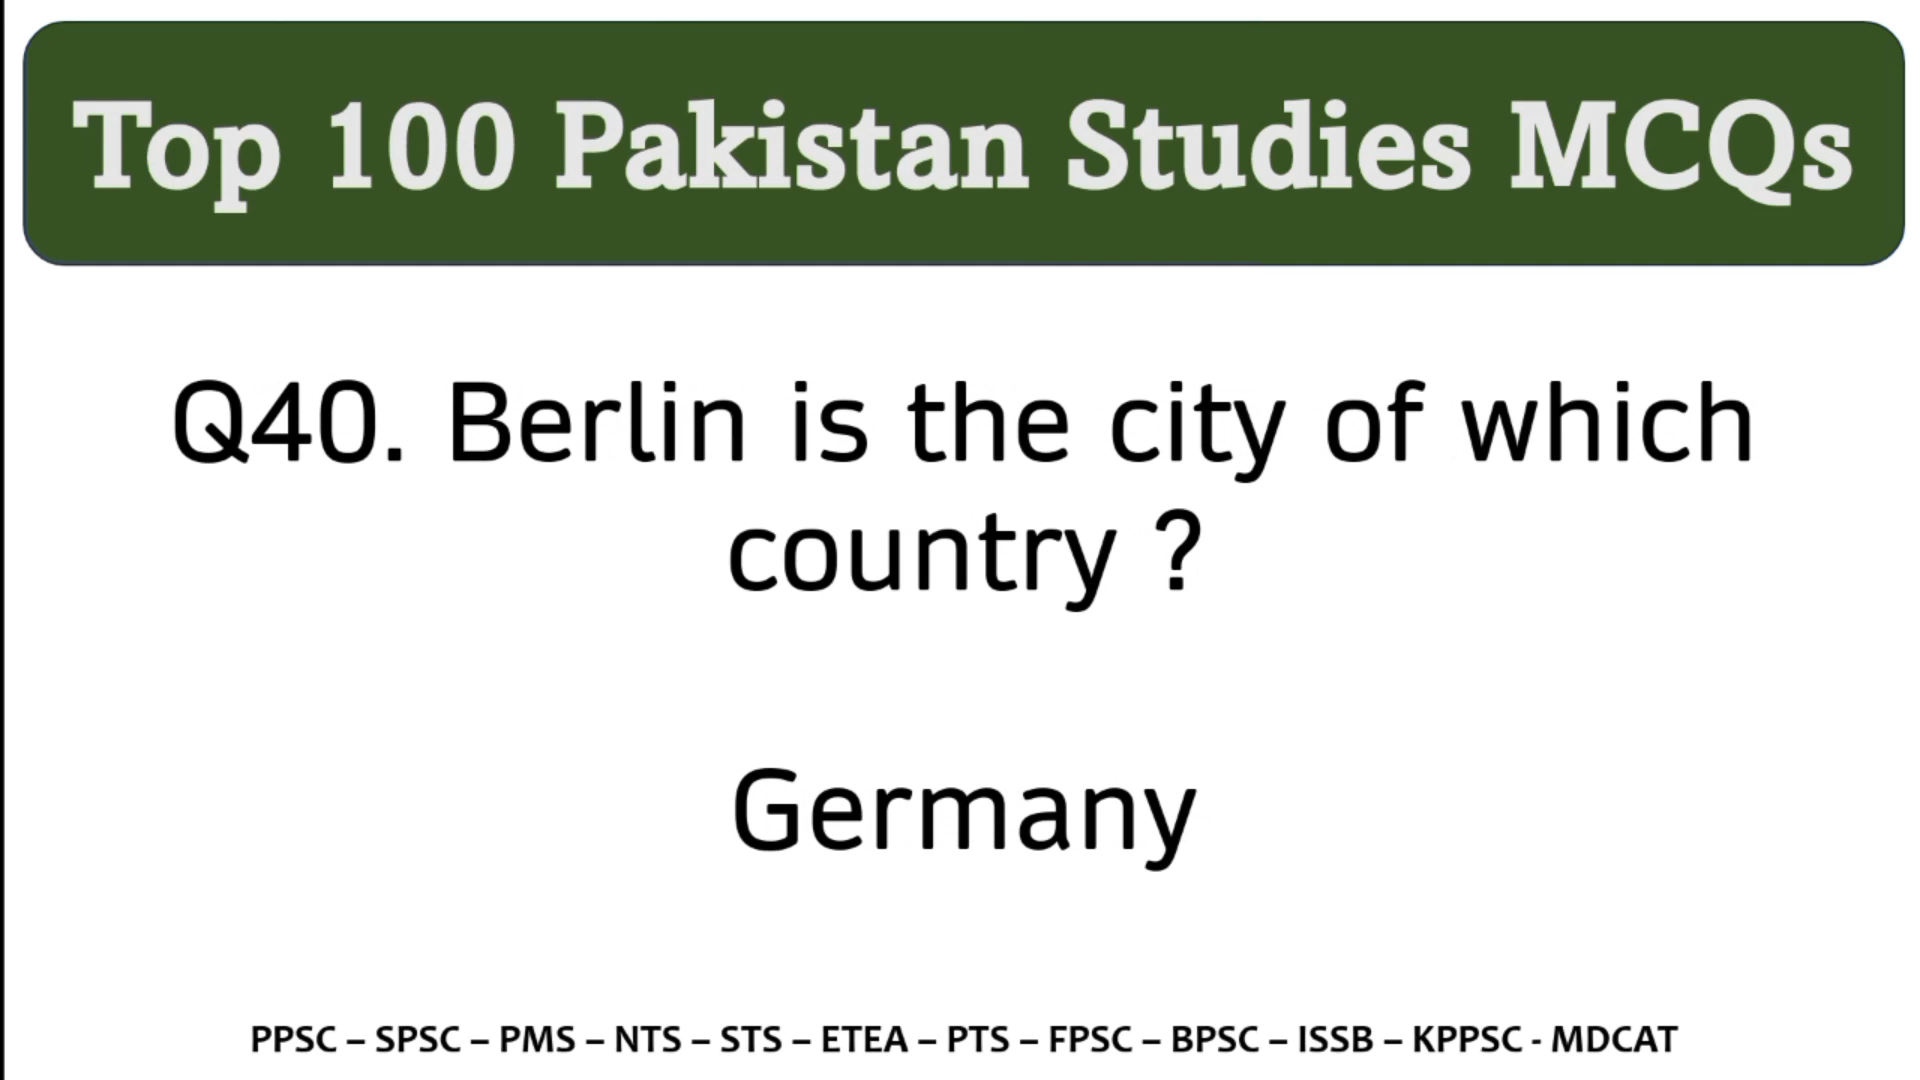 Top 100 Pakistan Studies MCQs
Q40. Berlin is the city of which
country ?
Germany
PPSC – SPSC – PMS – NTS – STS – ETEA – PTS – FPSC – BPSC – ISSB – KPPSC - MDCAT